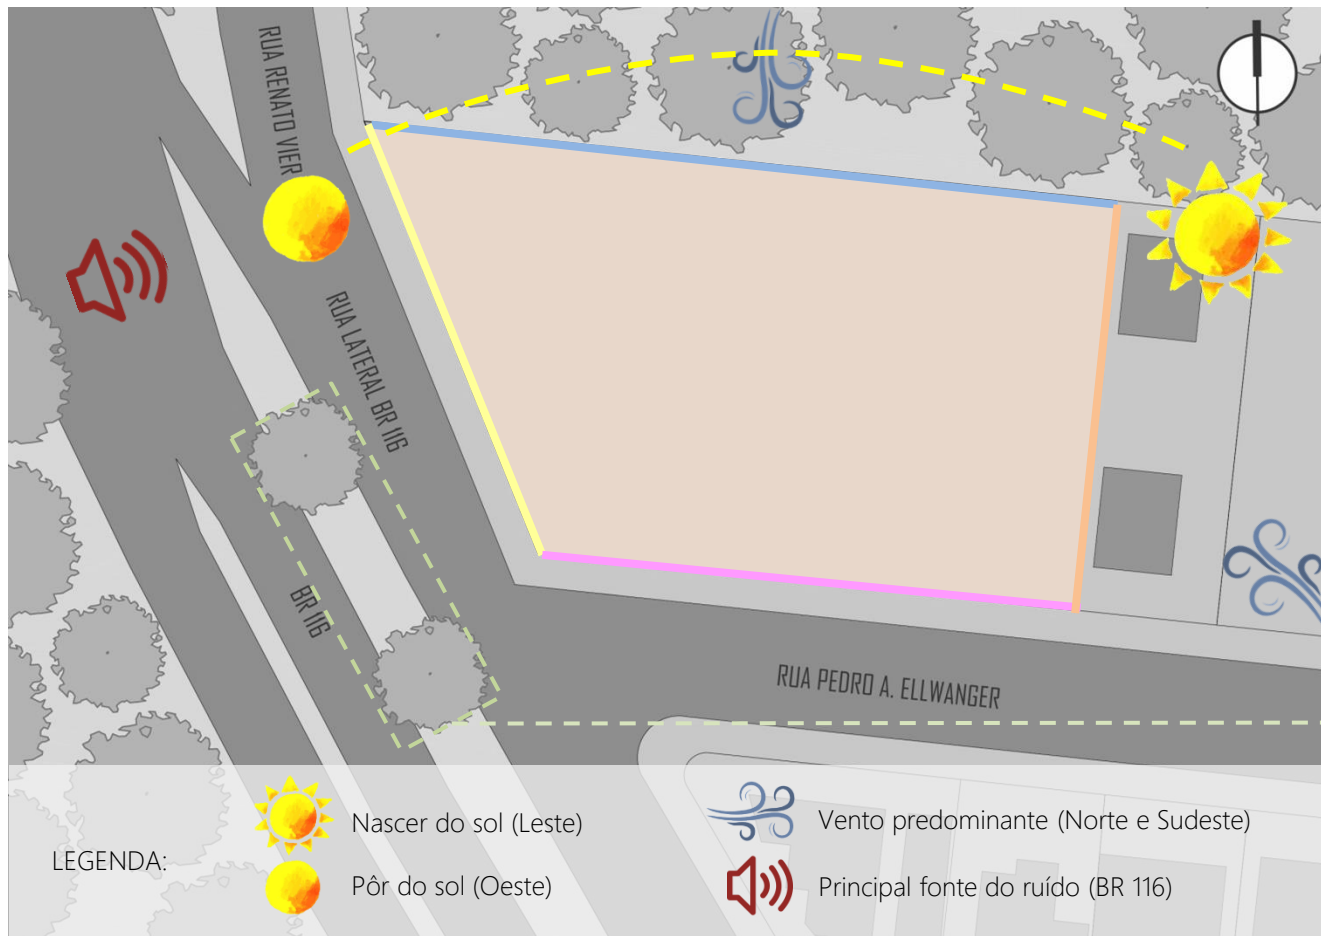 RUA RENATO VIER
RUA LATERAL BR 116
BR 116
RUA PEDRO A. ELLWANGER
LEGENDA:
Nascer do sol (Leste)
Pôr do sol (Oeste)
Vento predominante (Norte e Sudeste)
Principal fonte do ruído (BR 116)